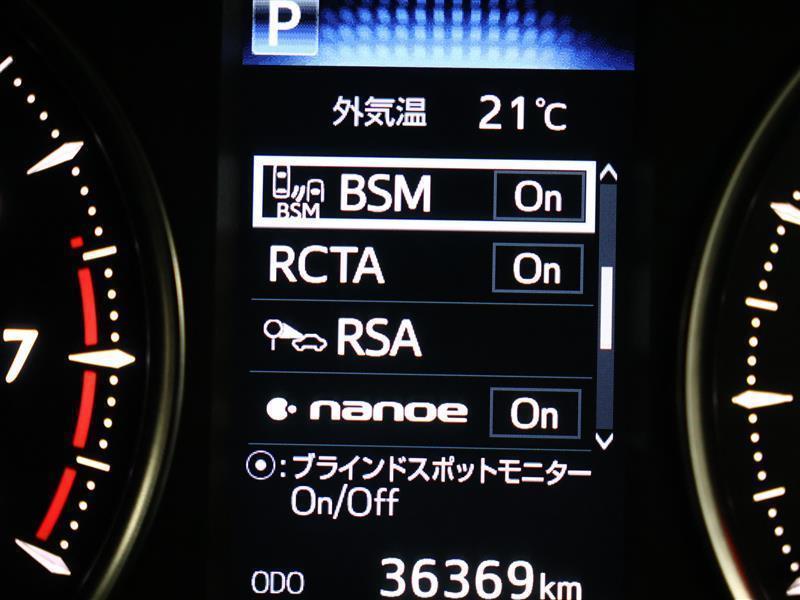 P
外気温 21℃
BSM BSM On
RCTA On
RSA
nanoe On
7
: ブラインドスポットモニター
On/Off
ODO 36369km